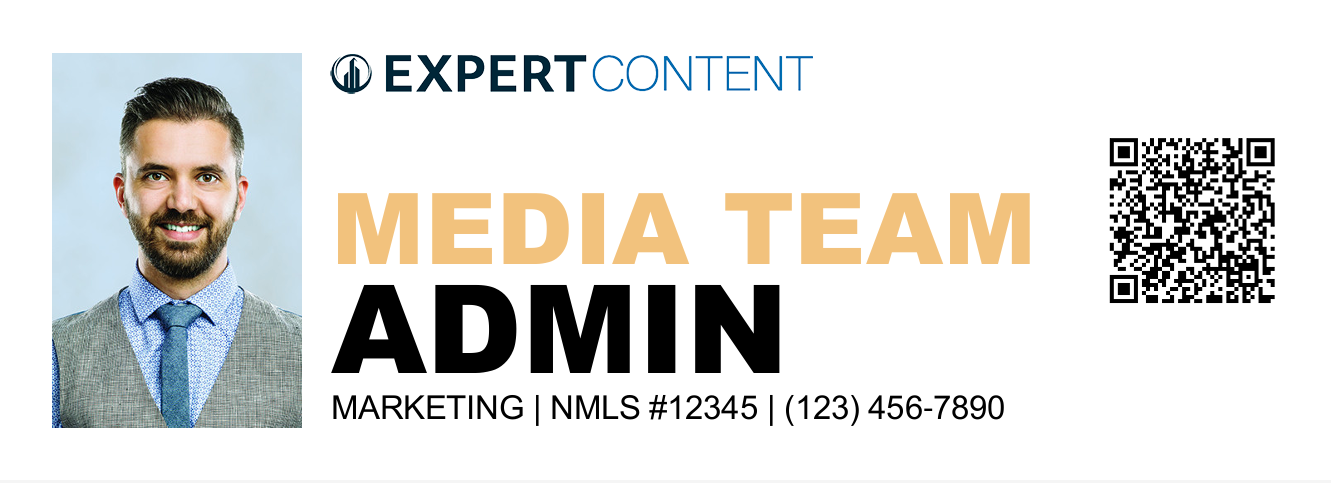 EXPERTCONTENT
MEDIA TEAM
ADMIN
MARKETING | NMLS #12345 | (123) 456-7890